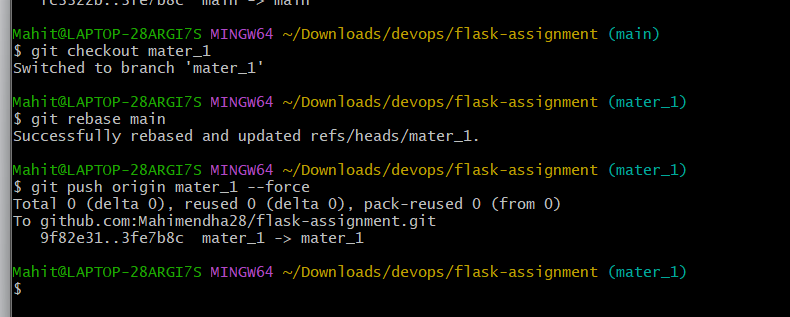 fc3522b..3fe7b8c  main -> main
Mahit@LAPTOP-28ARGI7S MINGW64 ~/Downloads/devops/flask-assignment (main)
$ git checkout mater_1
Switched to branch 'mater_1'
Mahit@LAPTOP-28ARGI7S MINGW64 ~/Downloads/devops/flask-assignment (mater_1)
$ git rebase main
Successfully rebased and updated refs/heads/mater_1.
Mahit@LAPTOP-28ARGI7S MINGW64 ~/Downloads/devops/flask-assignment (mater_1)
$ git push origin mater_1 --force
Total 0 (delta 0), reused 0 (delta 0), pack-reused 0 (from 0)
To github.com:Mahimendha28/flask-assignment.git
   9f82e31..3fe7b8c  mater_1 -> mater_1
Mahit@LAPTOP-28ARGI7S MINGW64 ~/Downloads/devops/flask-assignment (mater_1)
$